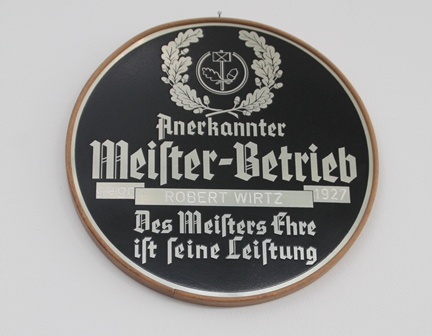 Anerkannter
Meiſter-Betrieb
ROBERT WIRTZ 1927
Des Meiſters Ehre
iſt ſeine Leiſtung